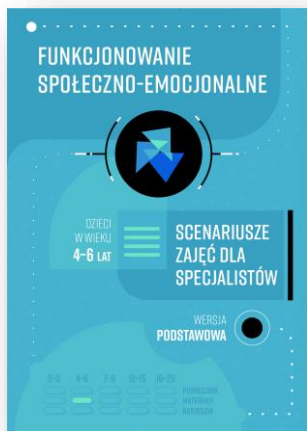 FUNKCJONOWANIE
SPOŁECZNO-EMOCJONALNE
DZIECI
W WIEKU
4-6 LAT
SCENARIUSZE
ZAJĘĆ DLA
SPECJALISTÓW
WERSJA
PODSTAWOWA
0-3 4-6 7-9 10-15 16-25
PODRĘCZNIK
MATERIAŁY
NARZĘDZIA